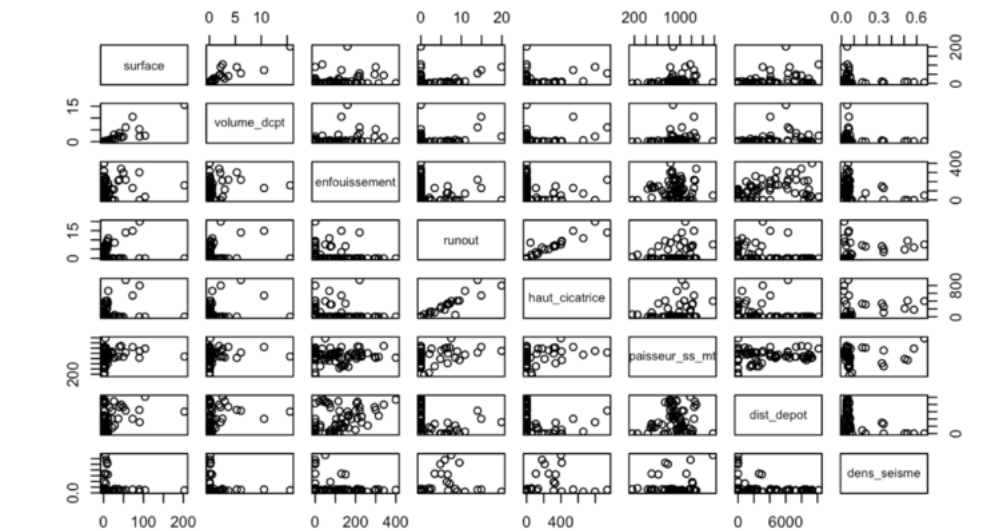 0 5 10 0 10 20 200 1000 0.0 0.3 0.6
surface 0 200
0 15 volume_dcpt
enfouissement 0 400
0 15 runout
haut_cicatrice 0 800
200 paisseur_ss_mt
dist_depot 0
0.0 dens_seisme
0 100 200 0 200 400 0 400 0 6000